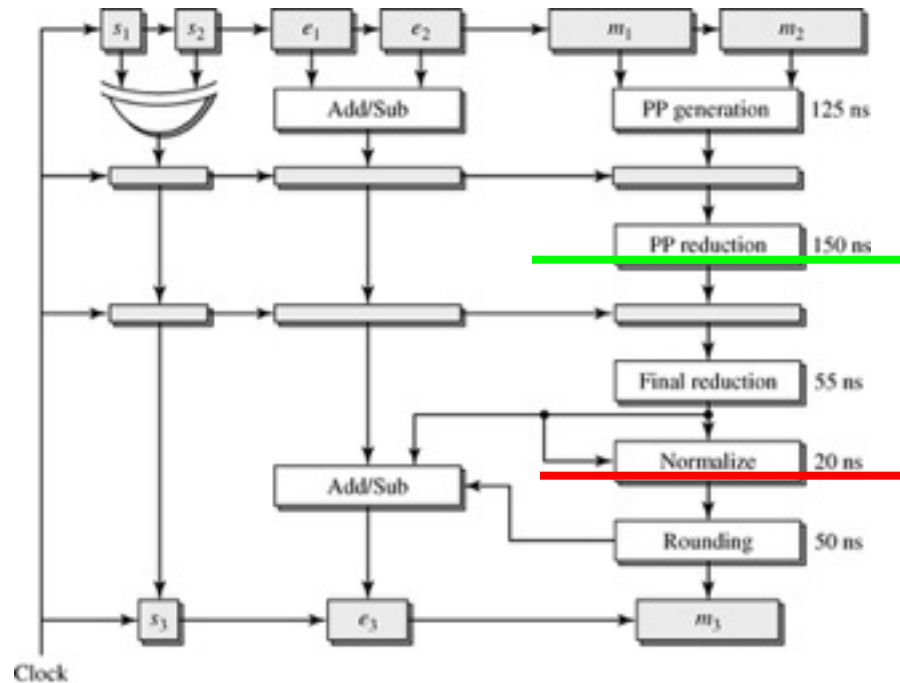 s1 s2 e1 e2 m1 m2
Add/Sub PP generation 125 ns
PP reduction 150 ns
Final reduction 55 ns
Normalize 20 ns
Add/Sub
Rounding 50 ns
s3 e3 m3
Clock